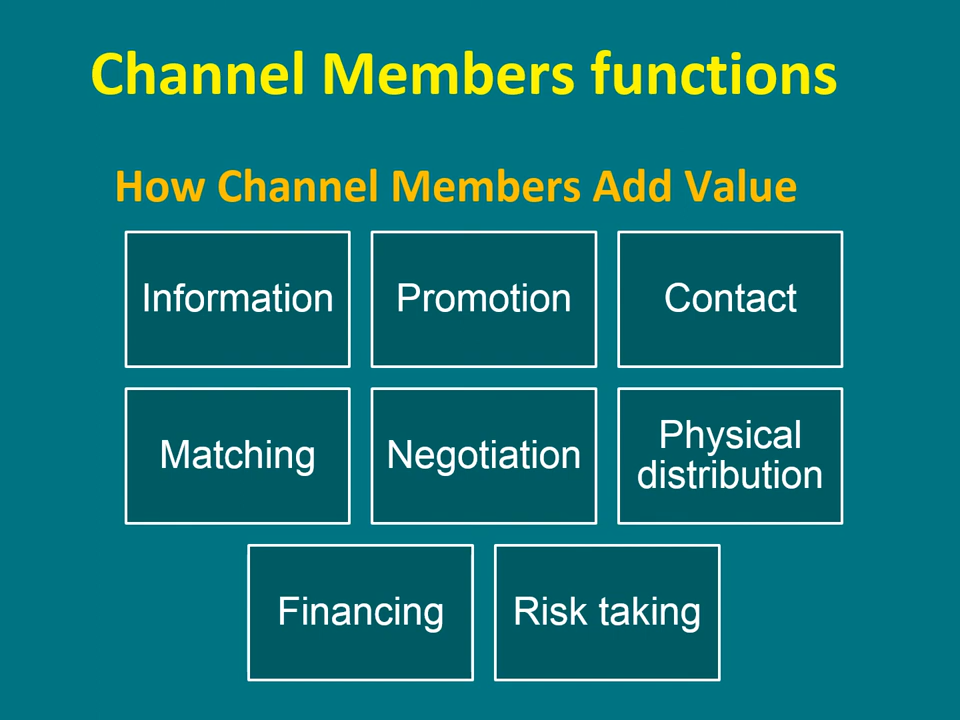 Channel Members functions
How Channel Members Add Value
Information
Promotion
Contact
Matching
Negotiation
Physical
distribution
Financing
Risk taking